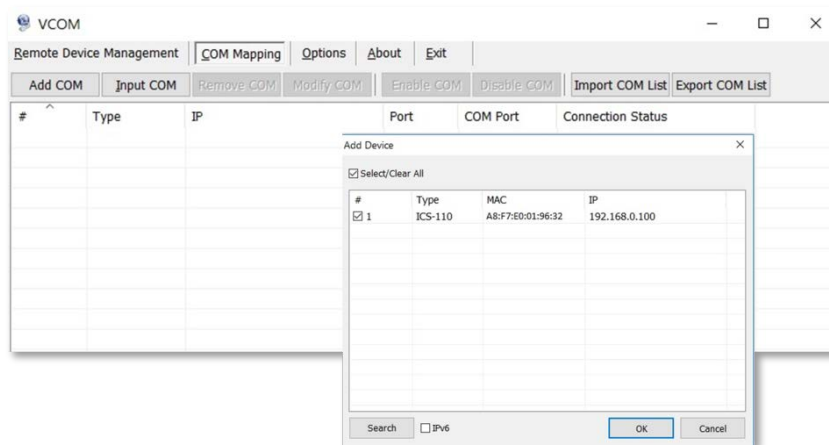 VCOM
Remote Device Management COM Mapping Options About Exit
Add COM Input COM Remove COM Modify COM Enable COM Disable COM Import COM List Export COM List
# Type IP Port COM Port Connection Status
Add Device
Select/Clear All
# Type MAC IP
1 ICS-110 A8:F7:E0:01:96:32 192.168.0.100
Search IPv6 OK Cancel